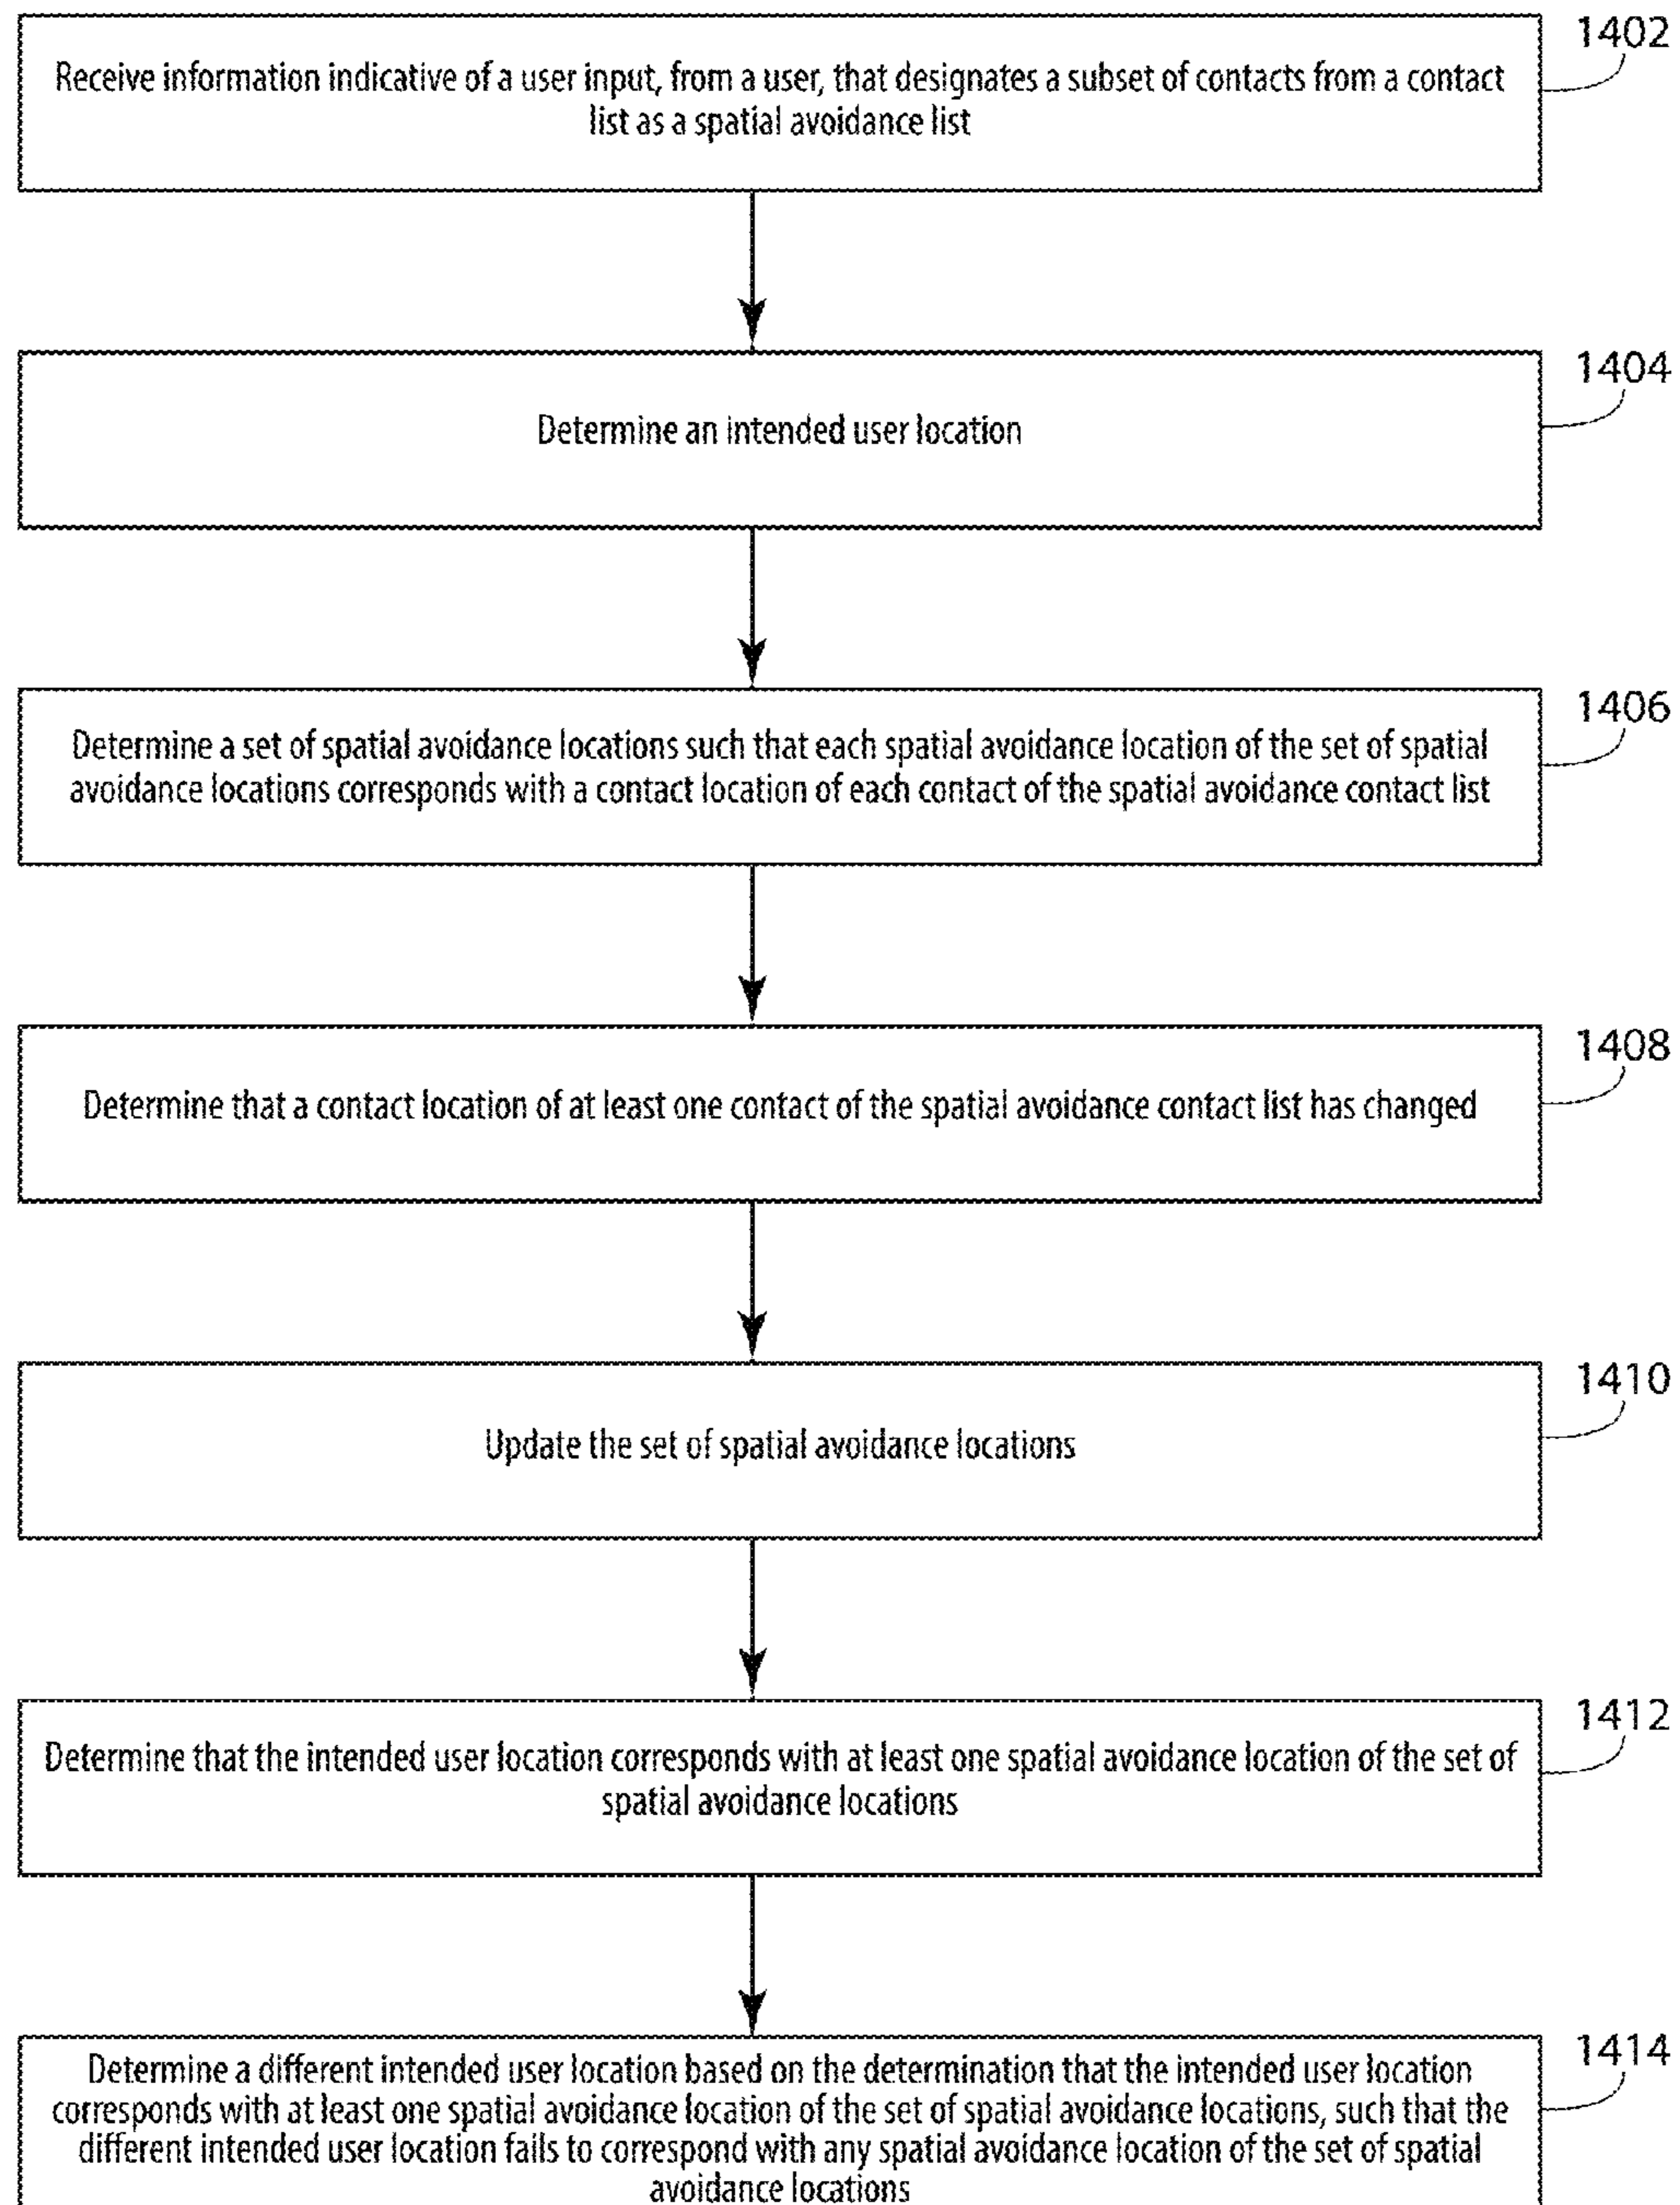 1402
Receive information indicative of a user input, from a user, that designates a subset of contacts from a contact
list as a spatial avoidance list
1404
Determine an intended user location
1406
Determine a set of spatial avoidance locations such that each spatial avoidance location of the set of spatial
avoidance locations corresponds with a contact location of each contact of the spatial avoidance contact list
1408
Determine that a contact location of at least one contact of the spatial avoidance contact list has changed
1410
Update the set of spatial avoidance locations
1412
Determine that the intended user location corresponds with at least one spatial avoidance location of the set of
spatial avoidance locations
1414
Determine a different intended user location based on the determination that the intended user location
corresponds with at least one spatial avoidance location of the set of spatial avoidance locations, such that the
different intended user location fails to correspond with any spatial avoidance location of the set of spatial
avoidance locations